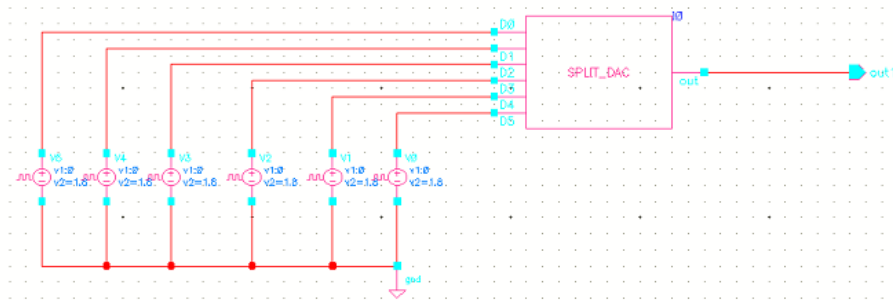 I0
D0
D1
D2
D3
D4
D5
SPLIT_DAC
out
out
V5
v1:0
v2=1.8
V4
v1:0
v2=1.8
V3
v1:0
v2=1.8
V2
v1:0
v2=1.8
V1
v1:0
v2=1.8
V0
v1:0
v2=1.8
gnd